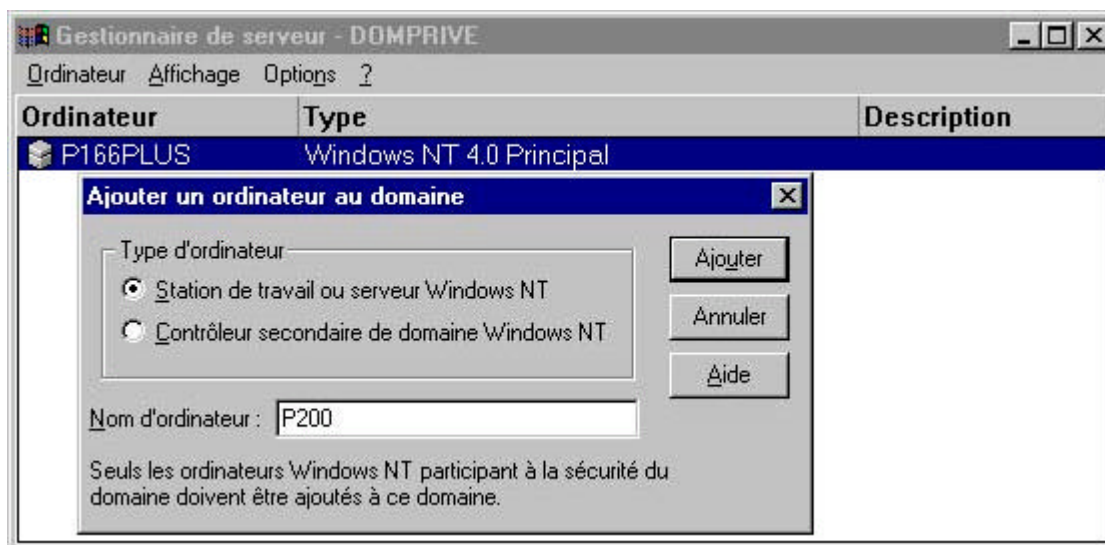 Gestionnaire de serveur - DOMPRIVE
Ordinateur Affichage Options ?
Ordinateur Type Description
P166PLUS Windows NT 4.0 Principal
Ajouter un ordinateur au domaine
Type d'ordinateur
Station de travail ou serveur Windows NT
Contrôleur secondaire de domaine Windows NT
Ajouter
Annuler
Aide
Nom d'ordinateur : P200
Seuls les ordinateurs Windows NT participant à la sécurité du
domaine doivent être ajoutés à ce domaine.